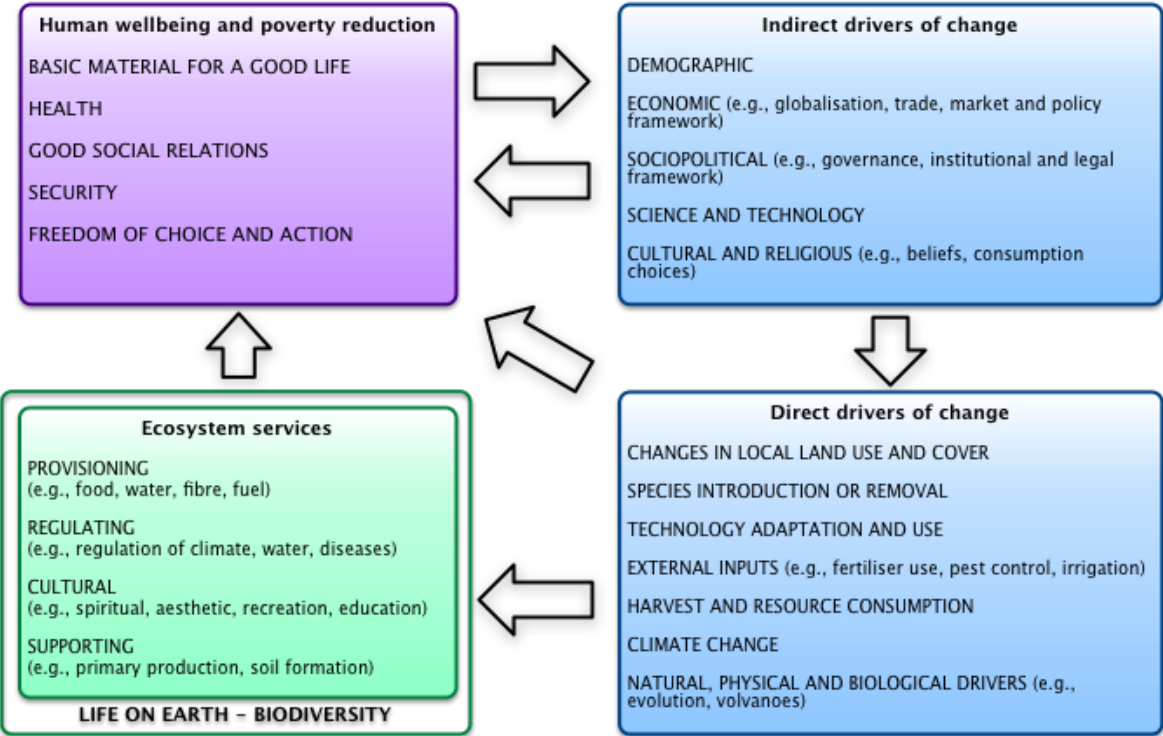 Human wellbeing and poverty reduction
BASIC MATERIAL FOR A GOOD LIFE
HEALTH
GOOD SOCIAL RELATIONS
SECURITY
FREEDOM OF CHOICE AND ACTION
Indirect drivers of change
DEMOGRAPHIC
ECONOMIC (e.g., globalisation, trade, market and policy
framework)
SOCIOPOLITICAL (e.g., governance, institutional and legal
framework)
SCIENCE AND TECHNOLOGY
CULTURAL AND RELIGIOUS (e.g., beliefs, consumption
choices)
Ecosystem services
PROVISIONING
(e.g., food, water, fibre, fuel)
REGULATING
(e.g., regulation of climate, water, diseases)
CULTURAL
(e.g., spiritual, aesthetic, recreation, education)
SUPPORTING
(e.g., primary production, soil formation)
LIFE ON EARTH – BIODIVERSITY
Direct drivers of change
CHANGES IN LOCAL LAND USE AND COVER
SPECIES INTRODUCTION OR REMOVAL
TECHNOLOGY ADAPTATION AND USE
EXTERNAL INPUTS (e.g., fertiliser use, pest control, irrigation)
HARVEST AND RESOURCE CONSUMPTION
CLIMATE CHANGE
NATURAL, PHYSICAL AND BIOLOGICAL DRIVERS (e.g.,
evolution, volvanoes)